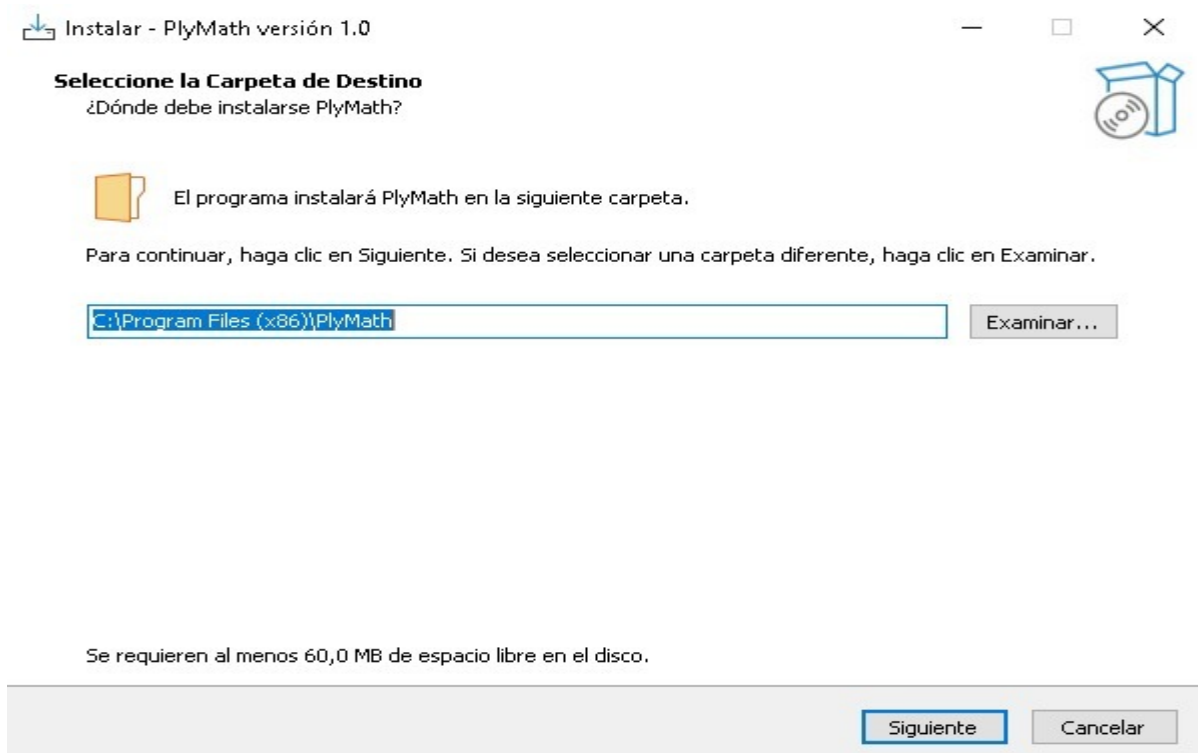 Instalar - PlyMath versión 1.0
Seleccione la Carpeta de Destino
¿Dónde debe instalarse PlyMath?
El programa instalará PlyMath en la siguiente carpeta.
Para continuar, haga clic en Siguiente. Si desea seleccionar una carpeta diferente, haga clic en Examinar.
C:\Program Files (x86)\PlyMath
Examinar...
Se requieren al menos 60,0 MB de espacio libre en el disco.
Siguiente
Cancelar